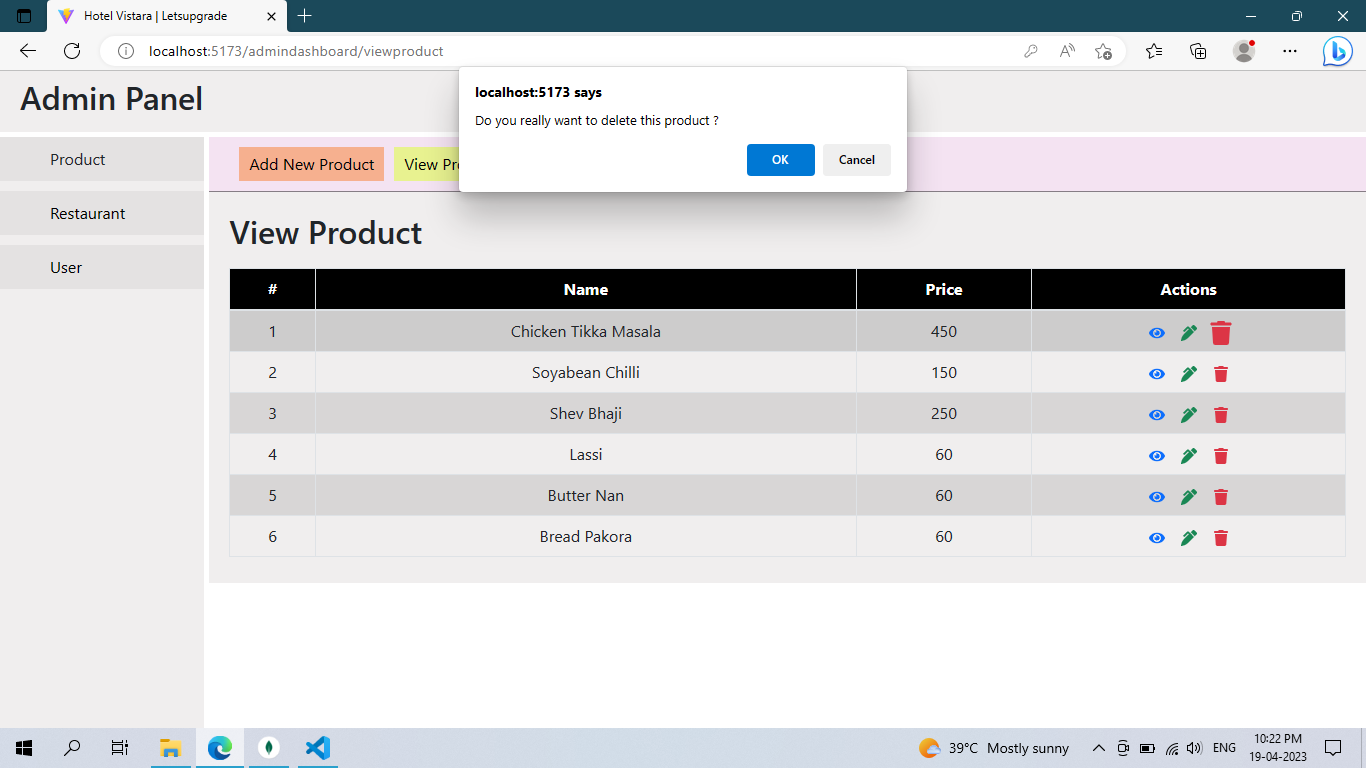 Hotel Vistara | Letsupgrade
localhost:5173/admindashboard/viewproduct
localhost:5173 says
Do you really want to delete this product ?
OK Cancel
Admin Panel
Product
Restaurant
User
Add New Product View Pr
View Product
# Name Price Actions
1 Chicken Tikka Masala 450
2 Soyabean Chilli 150
3 Shev Bhaji 250
4 Lassi 60
5 Butter Nan 60
6 Bread Pakora 60
39°C Mostly sunny
ENG
10:22 PM
19-04-2023